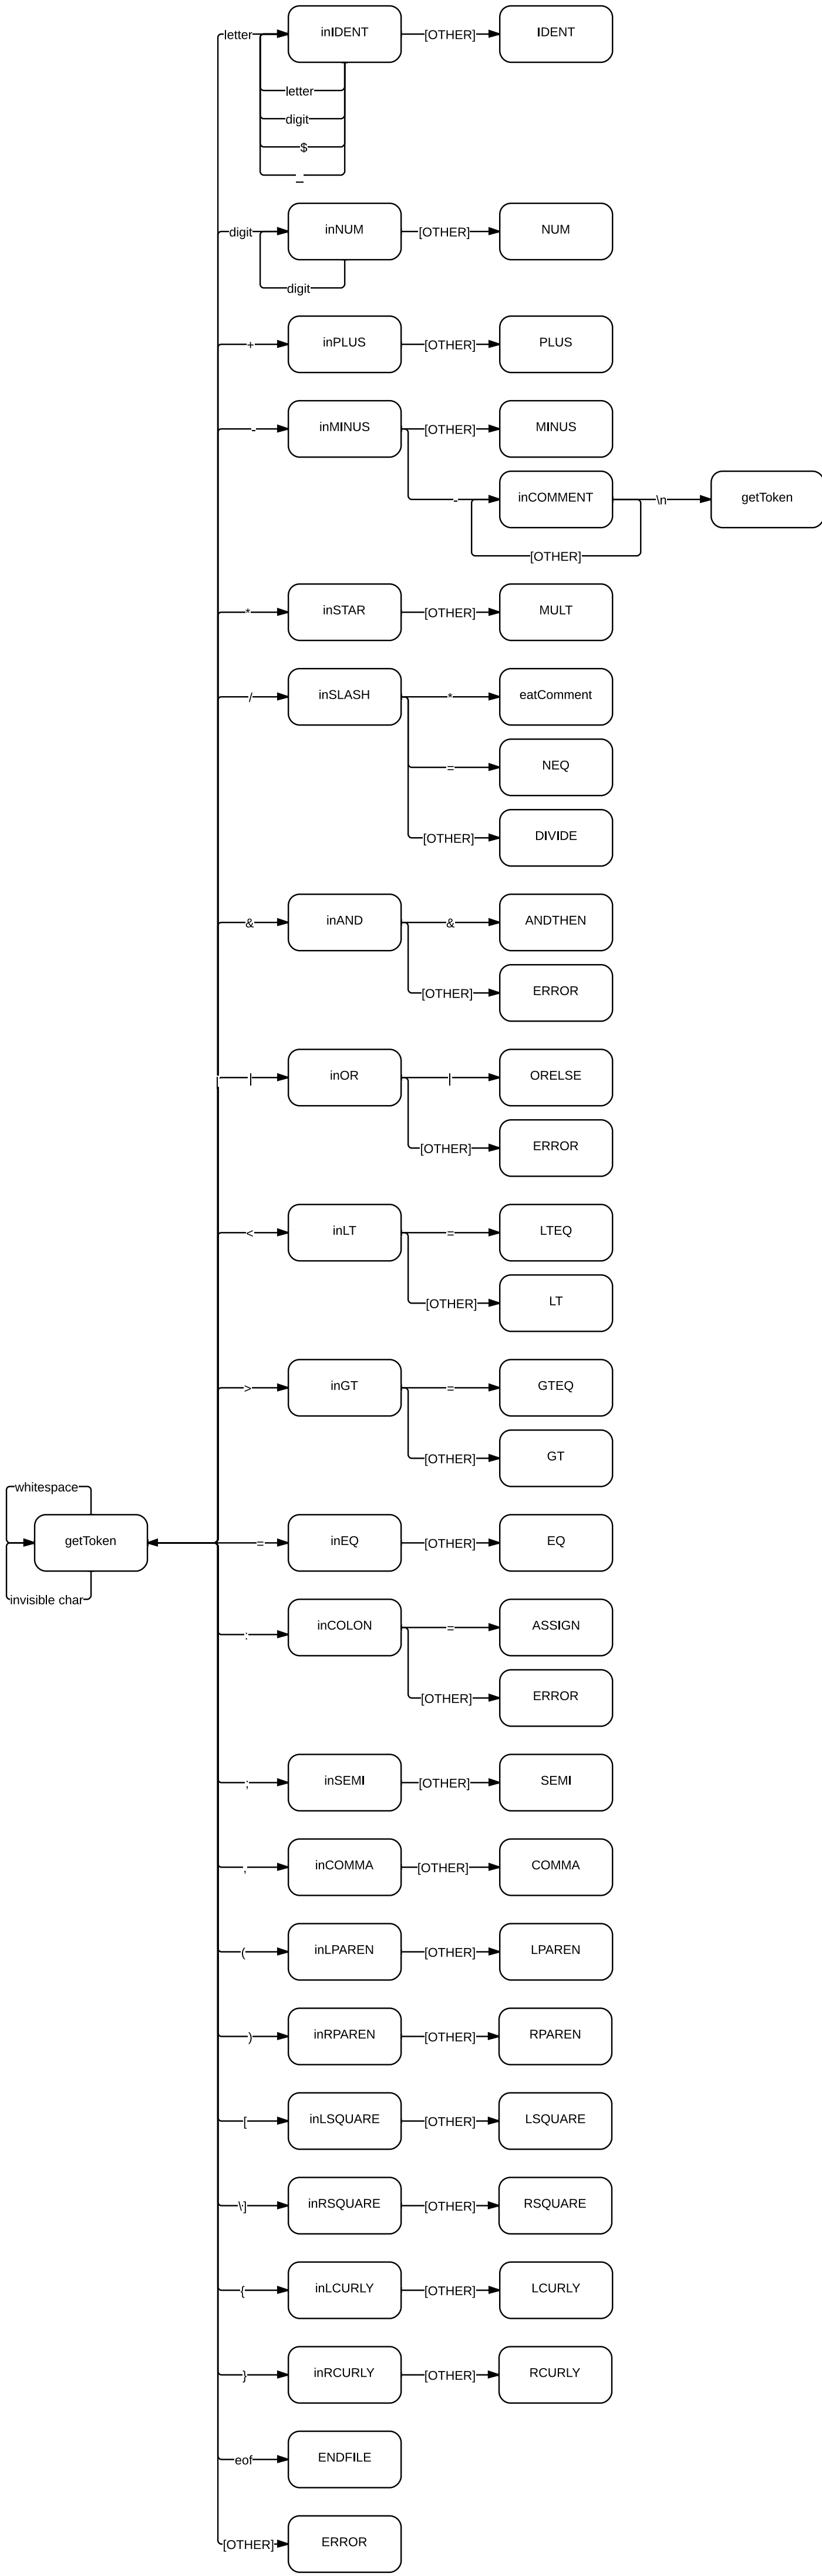 letter inIDENT [OTHER] IDENT
letter
digit
$
_
digit inNUM [OTHER] NUM
digit
+ inPLUS [OTHER] PLUS
- inMINUS [OTHER] MINUS
- inCOMMENT \n getToken
[OTHER]
* inSTAR [OTHER] MULT
/ inSLASH * eatComment
= NEQ
[OTHER] DIVIDE
& inAND & ANDTHEN
[OTHER] ERROR
| inOR | ORELSE
[OTHER] ERROR
< inLT = LTEQ
[OTHER] LT
> inGT = GTEQ
[OTHER] GT
whitespace
getToken = inEQ [OTHER] EQ
invisible char
: inCOLON = ASSIGN
[OTHER] ERROR
; inSEMI [OTHER] SEMI
, inCOMMA [OTHER] COMMA
( inLPAREN [OTHER] LPAREN
) inRPAREN [OTHER] RPAREN
[ inLSQUARE [OTHER] LSQUARE
\] inRSQUARE [OTHER] RSQUARE
{ inLCURLY [OTHER] LCURLY
} inRCURLY [OTHER] RCURLY
eof ENDFILE
[OTHER] ERROR